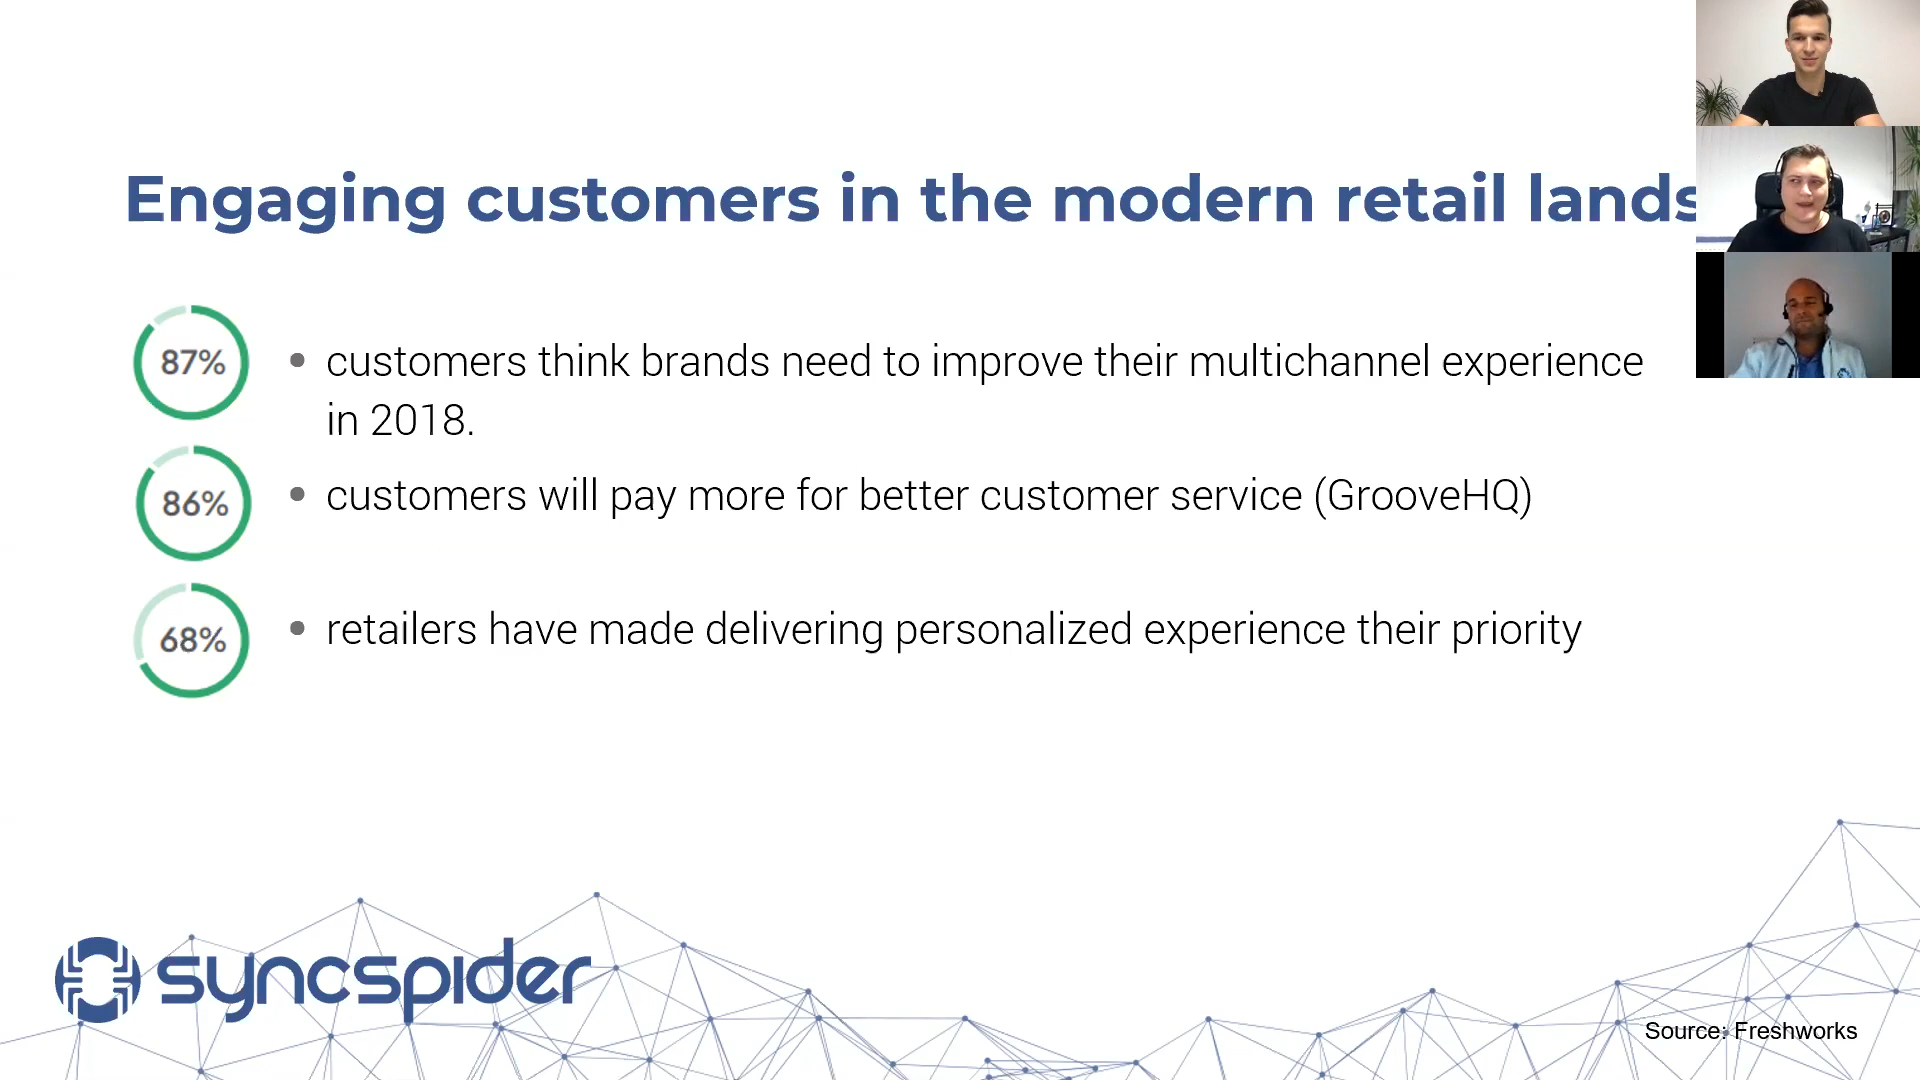 Engaging customers in the modern retail lands
87%
• customers think brands need to improve their multichannel experience
in 2018.
86%
• customers will pay more for better customer service (GrooveHQ)
68%
• retailers have made delivering personalized experience their priority
syncspider
Source: Freshworks